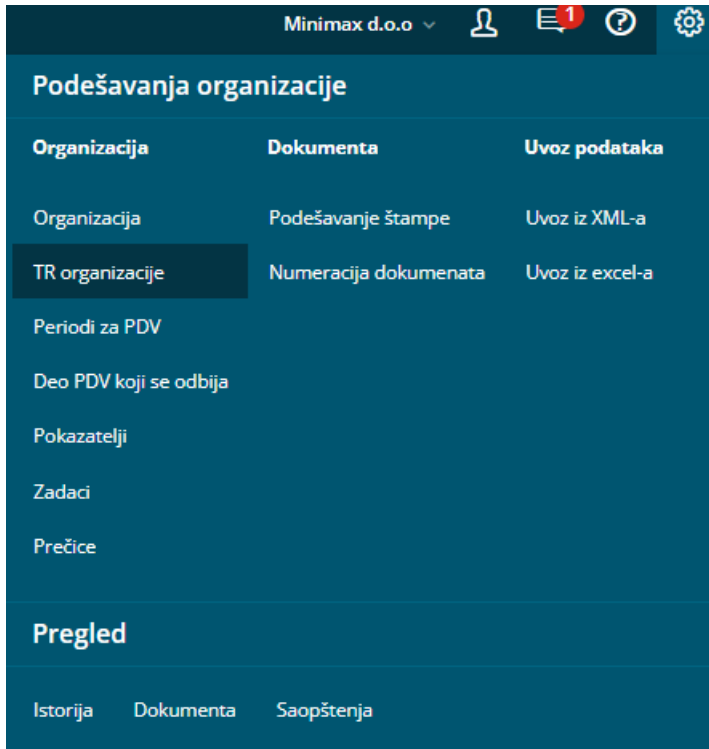 Minimax d.o.o
1
Podešavanja organizacije
Organizacija Dokumenta Uvoz podataka
Organizacija Podešavanje štampe Uvoz iz XML-a
TR organizacije Numeracija dokumenata Uvoz iz excel-a
Periodi za PDV
Deo PDV koji se odbija
Pokazatelji
Zadaci
Prečice
Pregled
Istorija Dokumenta Saopštenja